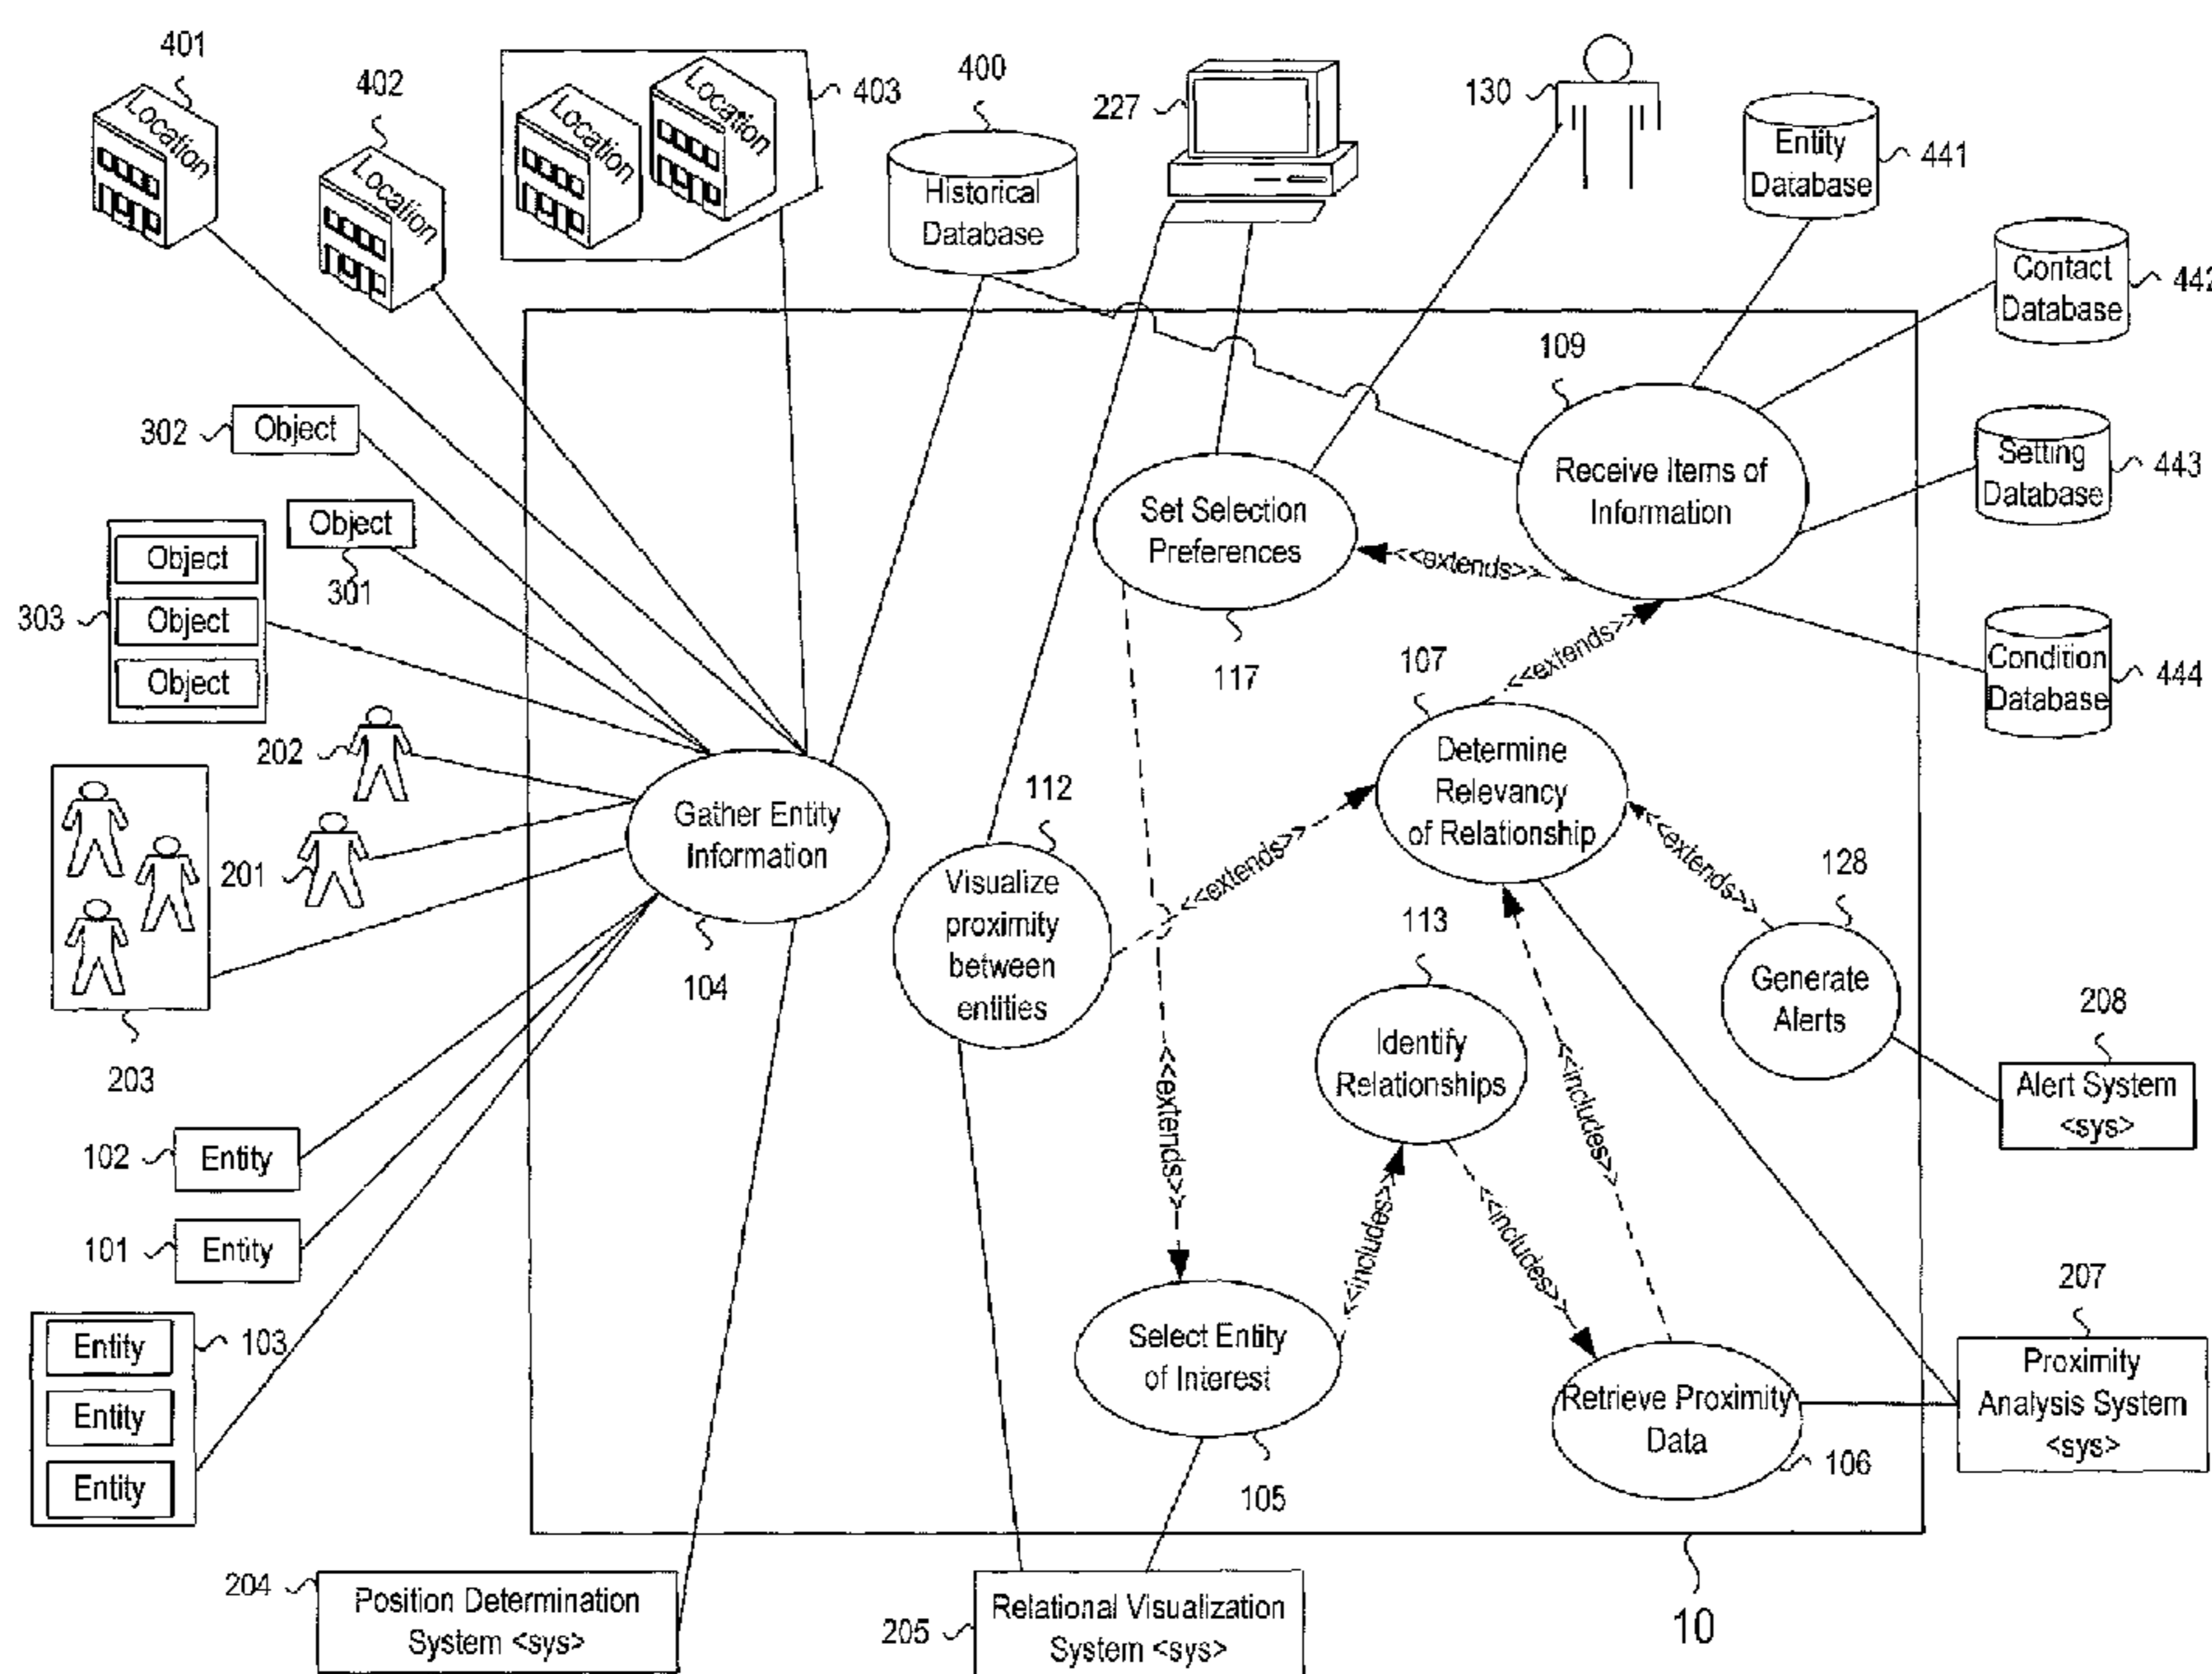 401
Location
402
Location
Location
Location
403
400
Historical
Database
227
130
Entity
Database
441
Contact
Database
442
109
Receive Items of
Information
Setting
Database
443
302
Object
Object
301
303
Object
Object
Object
Set Selection
Preferences
<<extends>>
117
<<extends>>
Condition
Database
444
107
Determine
Relevancy
of Relationship
202
201
203
Gather Entity
Information
104
112
Visualize
proximity
between
entities
<<extends>>
<<extends>>
128
Generate
Alerts
113
Identify
Relationships
208
Alert System
<sys>
<<extends>>
<<includes>>
<<includes>>
<<includes>>
102
Entity
101
Entity
103
Entity
Entity
Entity
Select Entity
of Interest
105
Retrieve Proximity
Data
106
207
Proximity
Analysis System
<sys>
204
Position Determination
System <sys>
205
Relational Visualization
System <sys>
10